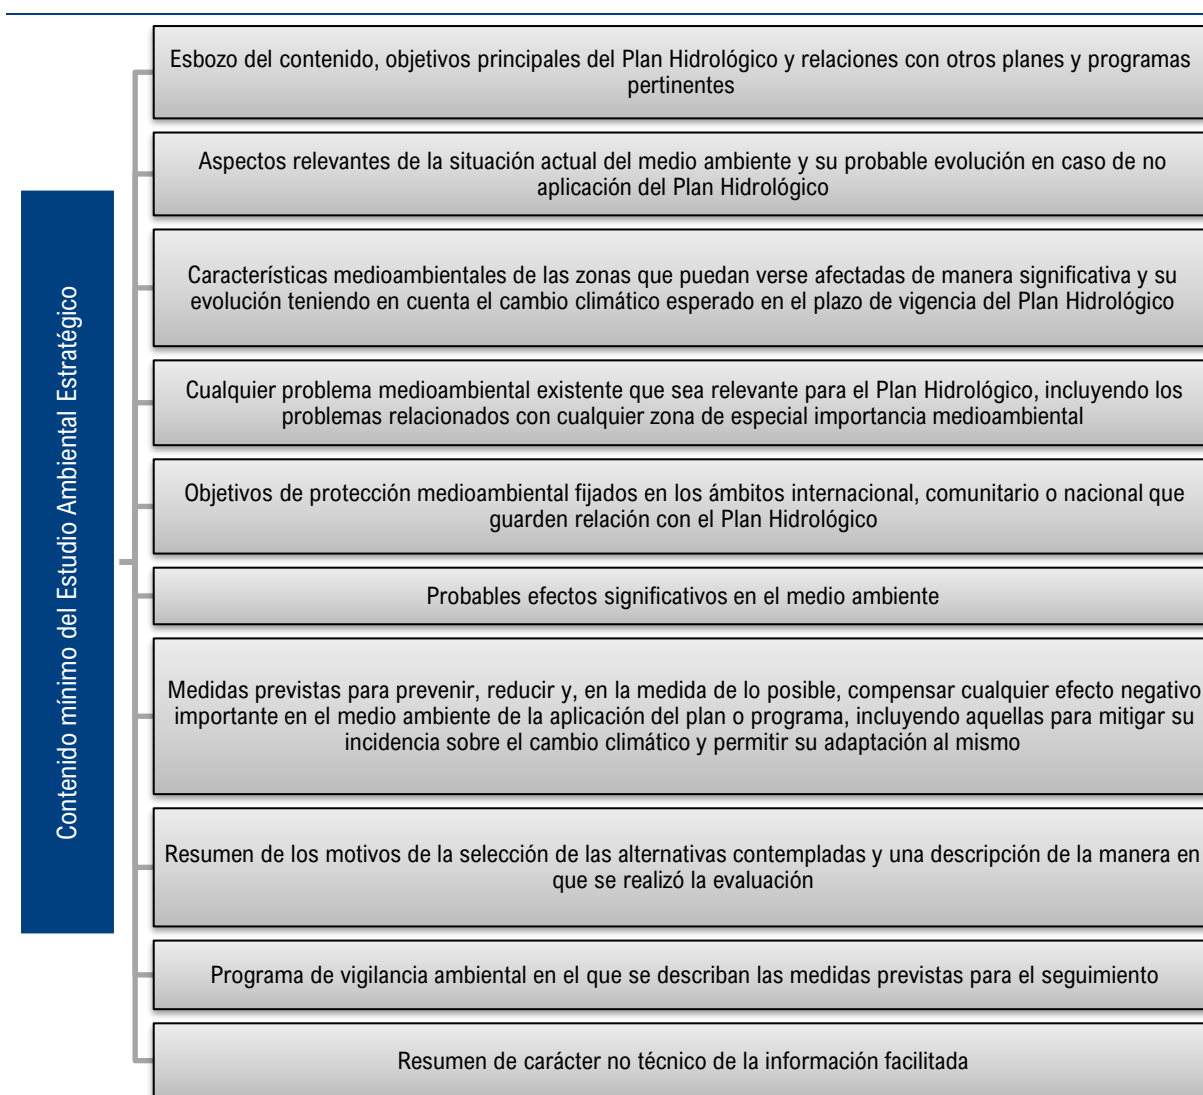 Contenido mínimo del Estudio Ambiental Estratégico
Esbozo del contenido, objetivos principales del Plan Hidrológico y relaciones con otros planes y programas
pertinentes
Aspectos relevantes de la situación actual del medio ambiente y su probable evolución en caso de no
aplicación del Plan Hidrológico
Características medioambientales de las zonas que puedan verse afectadas de manera significativa y su
evolución teniendo en cuenta el cambio climático esperado en el plazo de vigencia del Plan Hidrológico
Cualquier problema medioambiental existente que sea relevante para el Plan Hidrológico, incluyendo los
problemas relacionados con cualquier zona de especial importancia medioambiental
Objetivos de protección medioambiental fijados en los ámbitos internacional, comunitario o nacional que
guarden relación con el Plan Hidrológico
Probables efectos significativos en el medio ambiente
Medidas previstas para prevenir, reducir y, en la medida de lo posible, compensar cualquier efecto negativo
importante en el medio ambiente de la aplicación del plan o programa, incluyendo aquellas para mitigar su
incidencia sobre el cambio climático y permitir su adaptación al mismo
Resumen de los motivos de la selección de las alternativas contempladas y una descripción de la manera en
que se realizó la evaluación
Programa de vigilancia ambiental en el que se describan las medidas previstas para el seguimiento
Resumen de carácter no técnico de la información facilitada